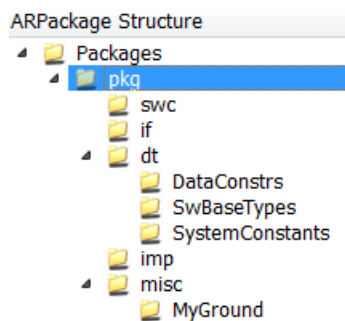 ARPackage Structure
Packages
pkg
swc
if
dt
DataConstrs
SwBaseTypes
SystemConstants
imp
misc
MyGround